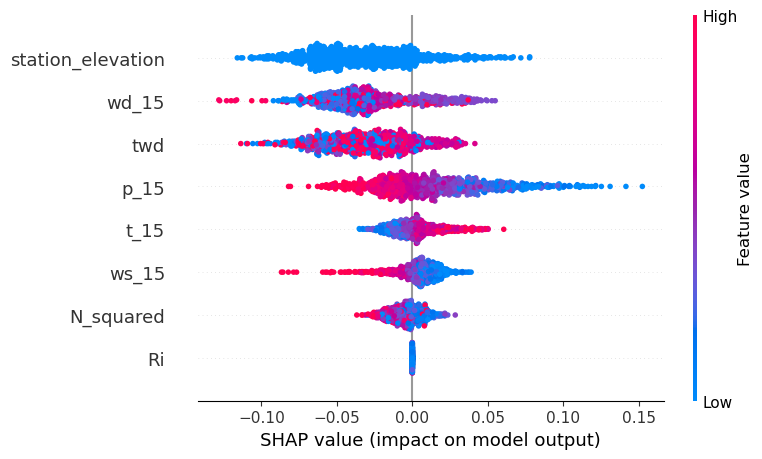 High
station_elevation
wd_15
twd
p_15
t_15
ws_15
N_squared
Ri
Feature value
Low
−0.10 −0.05 0.00 0.05 0.10 0.15
SHAP value (impact on model output)